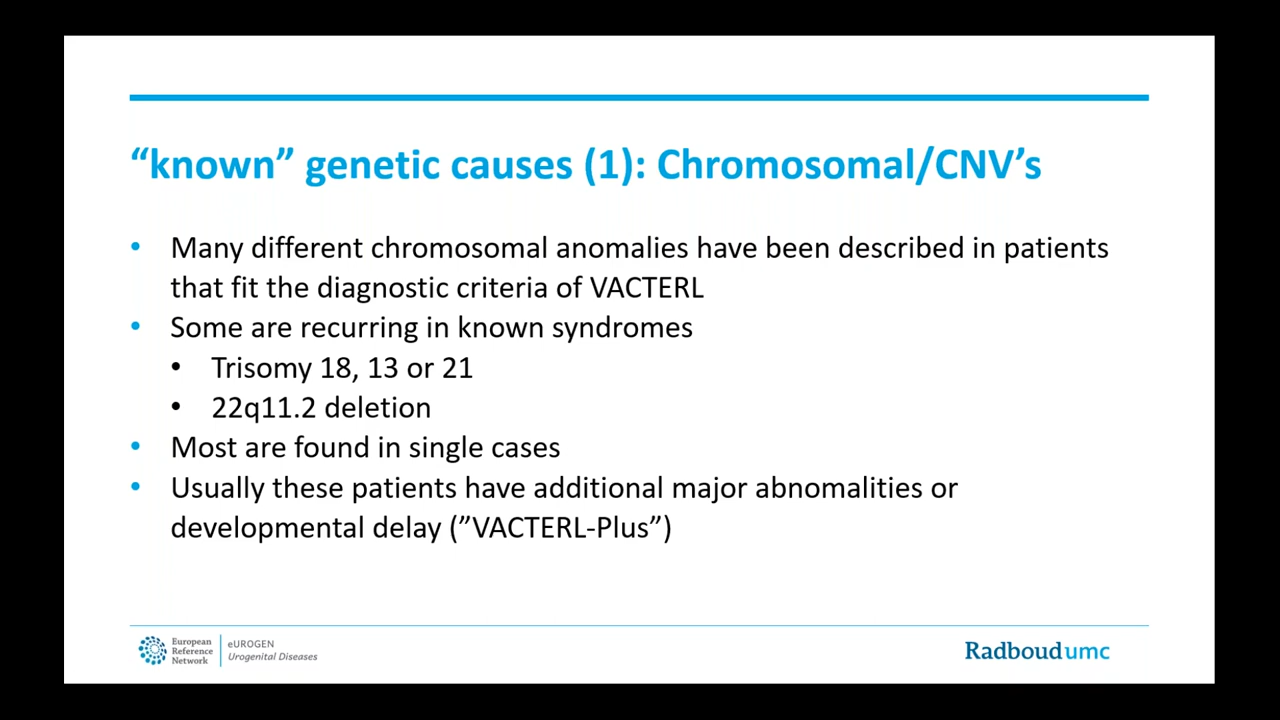 “known” genetic causes (1): Chromosomal/CNV’s
• Many different chromosomal anomalies have been described in patients
that fit the diagnostic criteria of VACTERL
• Some are recurring in known syndromes
• Trisomy 18, 13 or 21
• 22q11.2 deletion
• Most are found in single cases
• Usually these patients have additional major abnomalities or
developmental delay (”VACTERL-Plus”)
European
Reference
Network
eUROGEN
Urogenital Diseases
Radboudumc